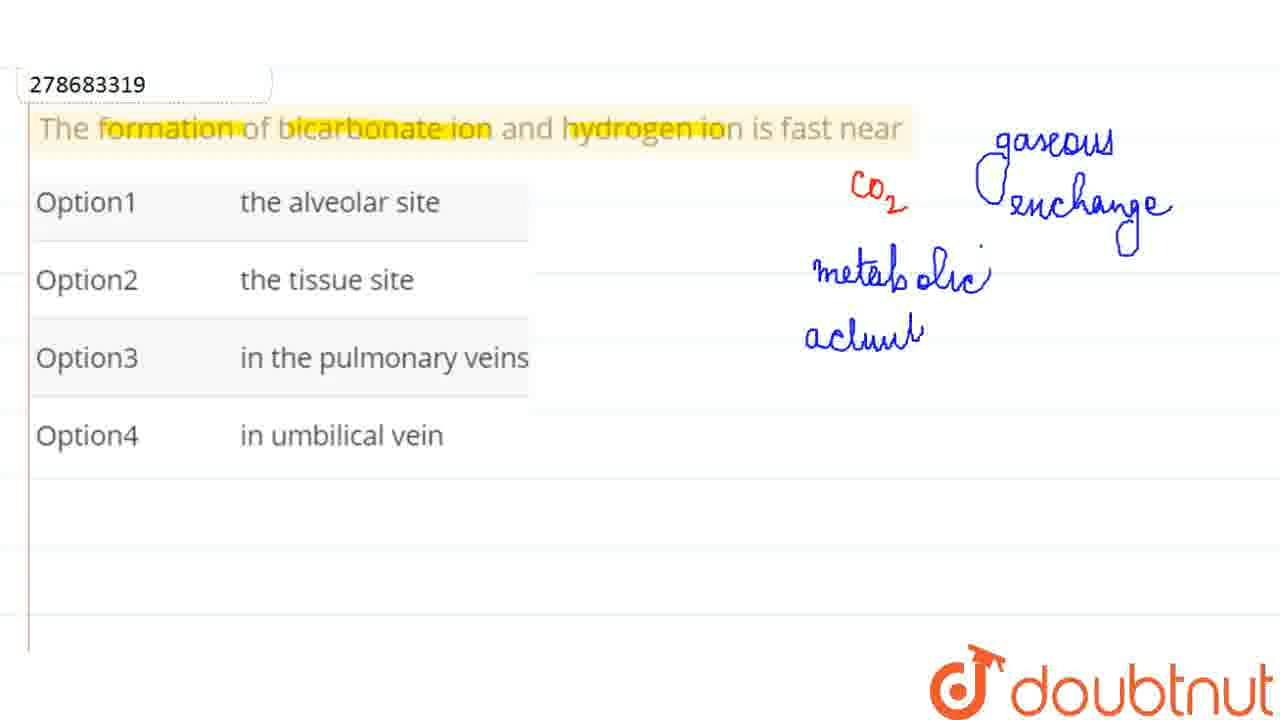 278683319
The formation of bicarbonate ion and hydrogen ion is fast near
Option1 the alveolar site
Option2 the tissue site
Option3 in the pulmonary veins
Option4 in umbilical vein
gaseous
exchange
CO2
metabolic
doubtnut